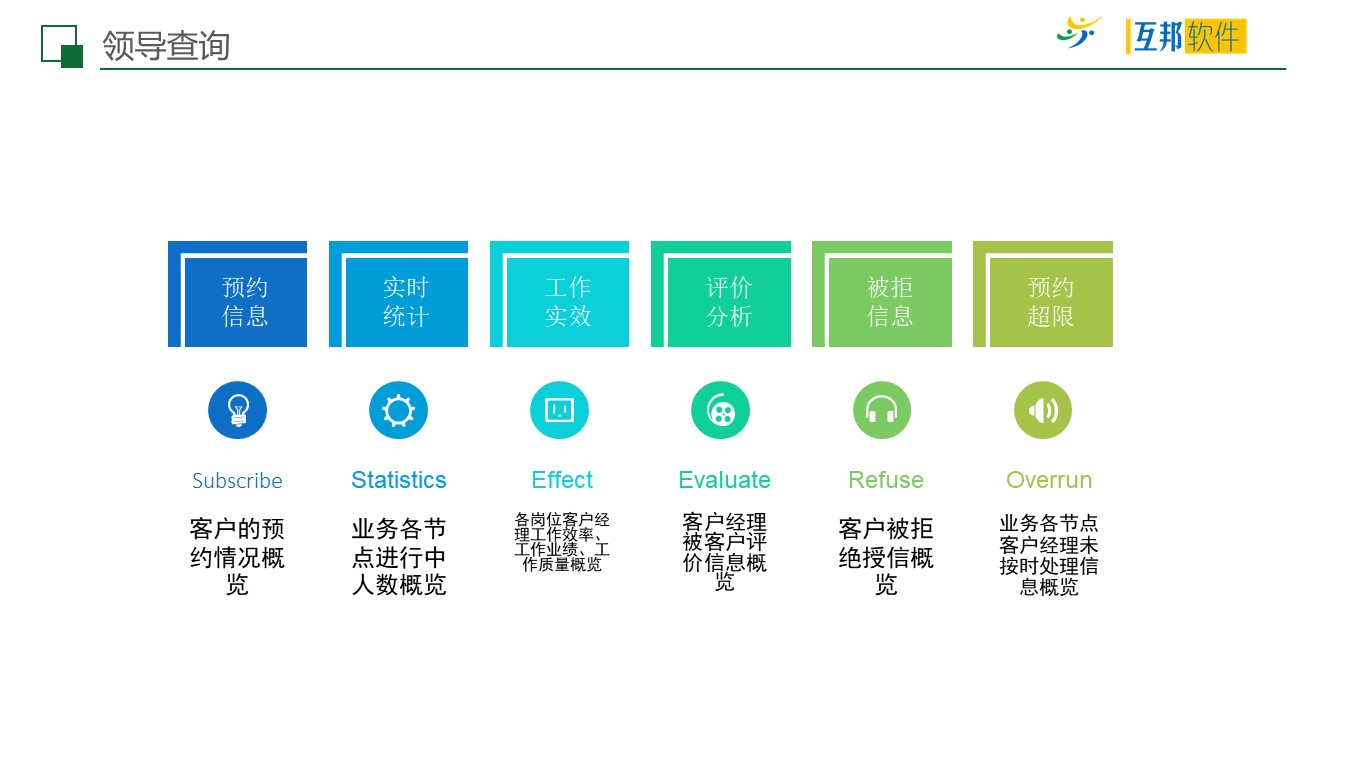 领导查询
互邦软件
预约
信息
实时
统计
工作
实效
评价
分析
被拒
信息
预约
超限
Subscribe
Statistics
Effect
Evaluate
Refuse
Overrun
客户的预
约情况概
览
业务各节
点进行中
人数概览
各岗位客户经
理工作效率、
工作业绩、工
作质量概览
客户经理
被客户评
价信息概
览
客户被拒
绝授信概
览
业务各节点
客户经理未
按时处理信
息概览